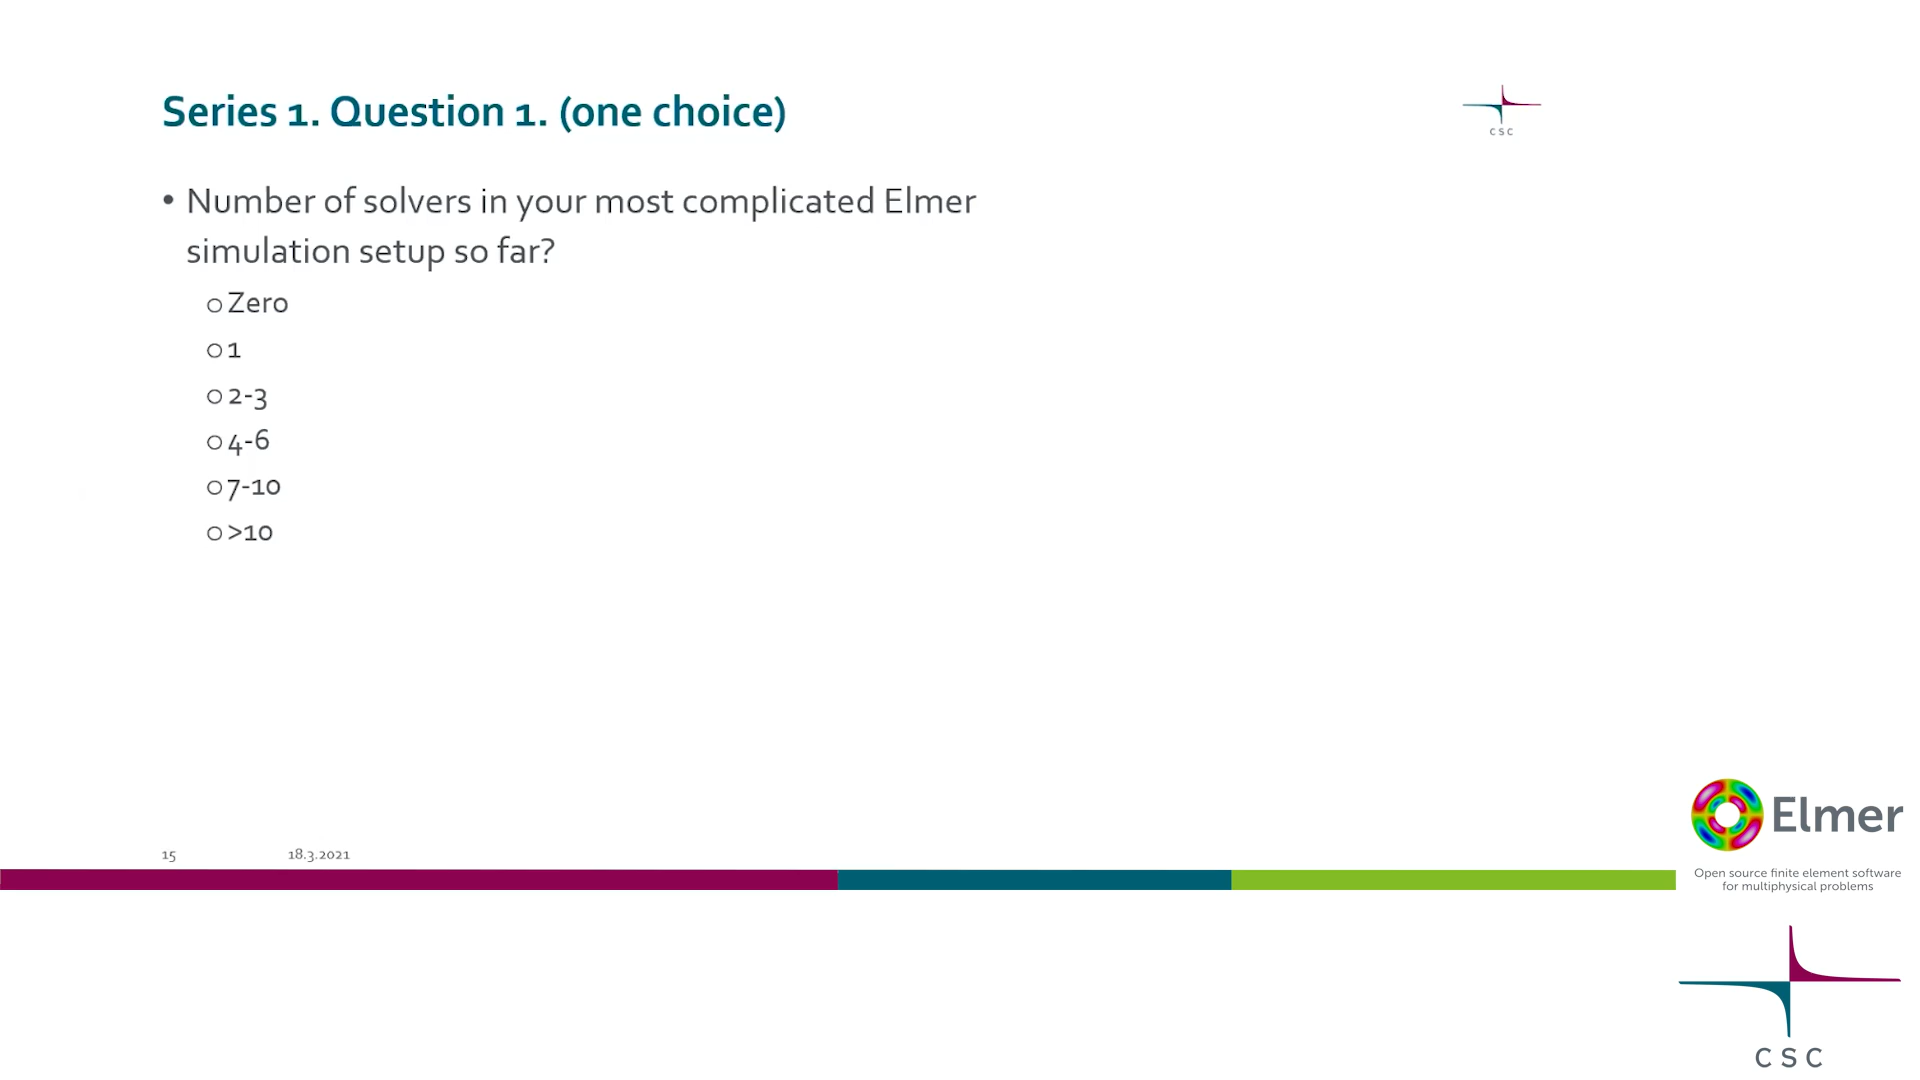 Series 1. Question 1. (one choice)
CSC
• Number of solvers in your most complicated Elmer
simulation setup so far?
o Zero
o 1
o 2-3
o 4-6
o 7-10
o >10
15 18.3.2021
Elmer
Open source finite element software
for multiphysical problems
CSC